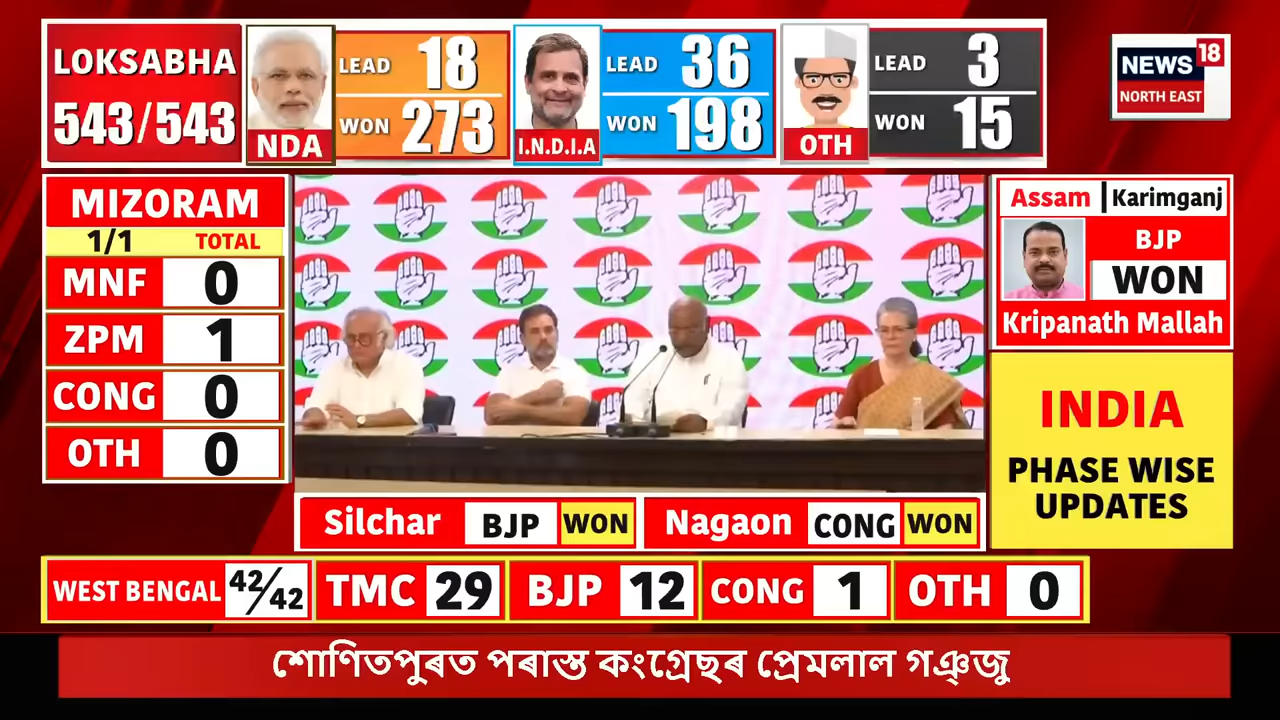 LOKSABHA
543/543
NDA
LEAD 18
WON 273
I.N.D.I.A
LEAD 36
WON 198
OTH
LEAD 3
WON 15
NEWS 18
NORTH EAST
MIZORAM
1/1 TOTAL
MNF 0
ZPM 1
CONG 0
OTH 0
Assam | Karimganj
BJP
WON
Kripanath Mallah
INDIA
PHASE WISE
UPDATES
Silchar BJP WON
Nagaon CONG WON
WEST BENGAL 42/42 TMC 29 BJP 12 CONG 1 OTH 0
শোণিতপুৰত পৰাস্ত কংগ্ৰেছৰ প্ৰেমলাল গঞ্জু